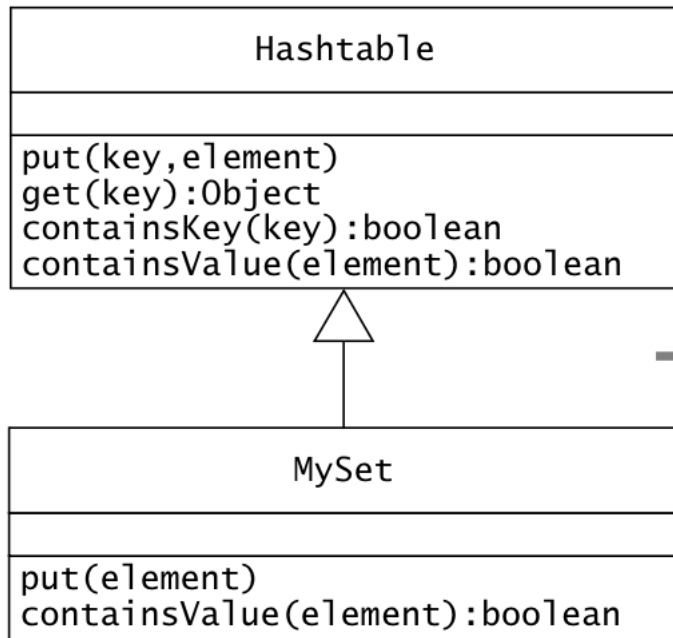 Hashtable
put(key,element)
get(key):Object
containsKey(key):boolean
containsValue(element):boolean
MySet
put(element)
containsValue(element):boolean